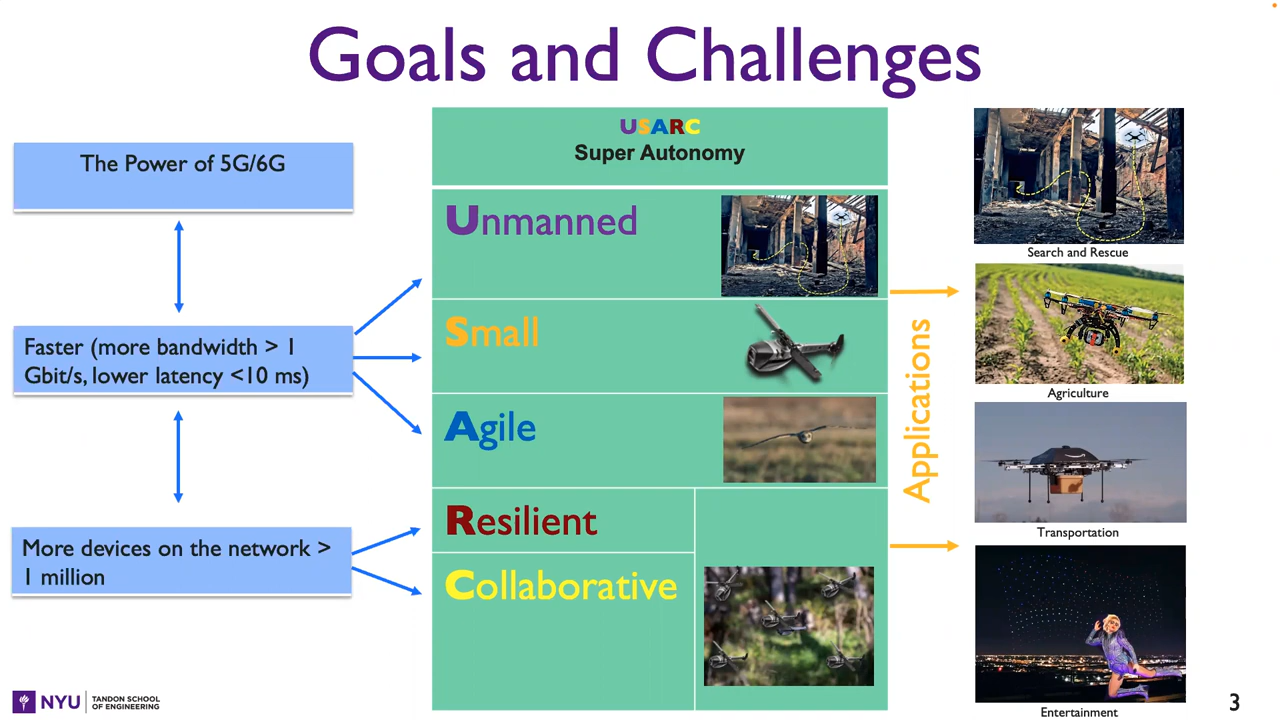 Goals and Challenges
The Power of 5G/6G
Faster (more bandwidth > 1
Gbit/s, lower latency <10 ms)
More devices on the network >
1 million
USARC
Super Autonomy
Unmanned
Small
Agile
Resilient
Collaborative
Applications
Search and Rescue
Agriculture
Transportation
Entertainment
NYU
TANDON SCHOOL
OF ENGINEERING
3